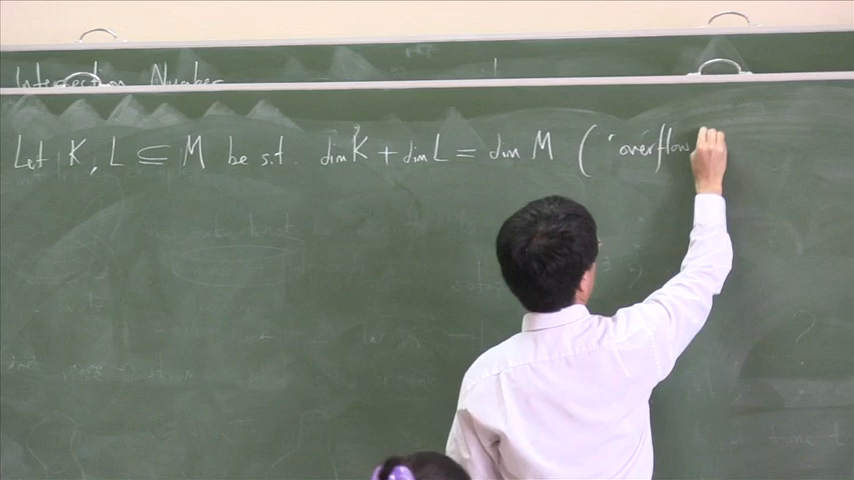 Intersection Number
Let K, L ⊆ M be s.t. dim K + dim L = dim M ( "overflow